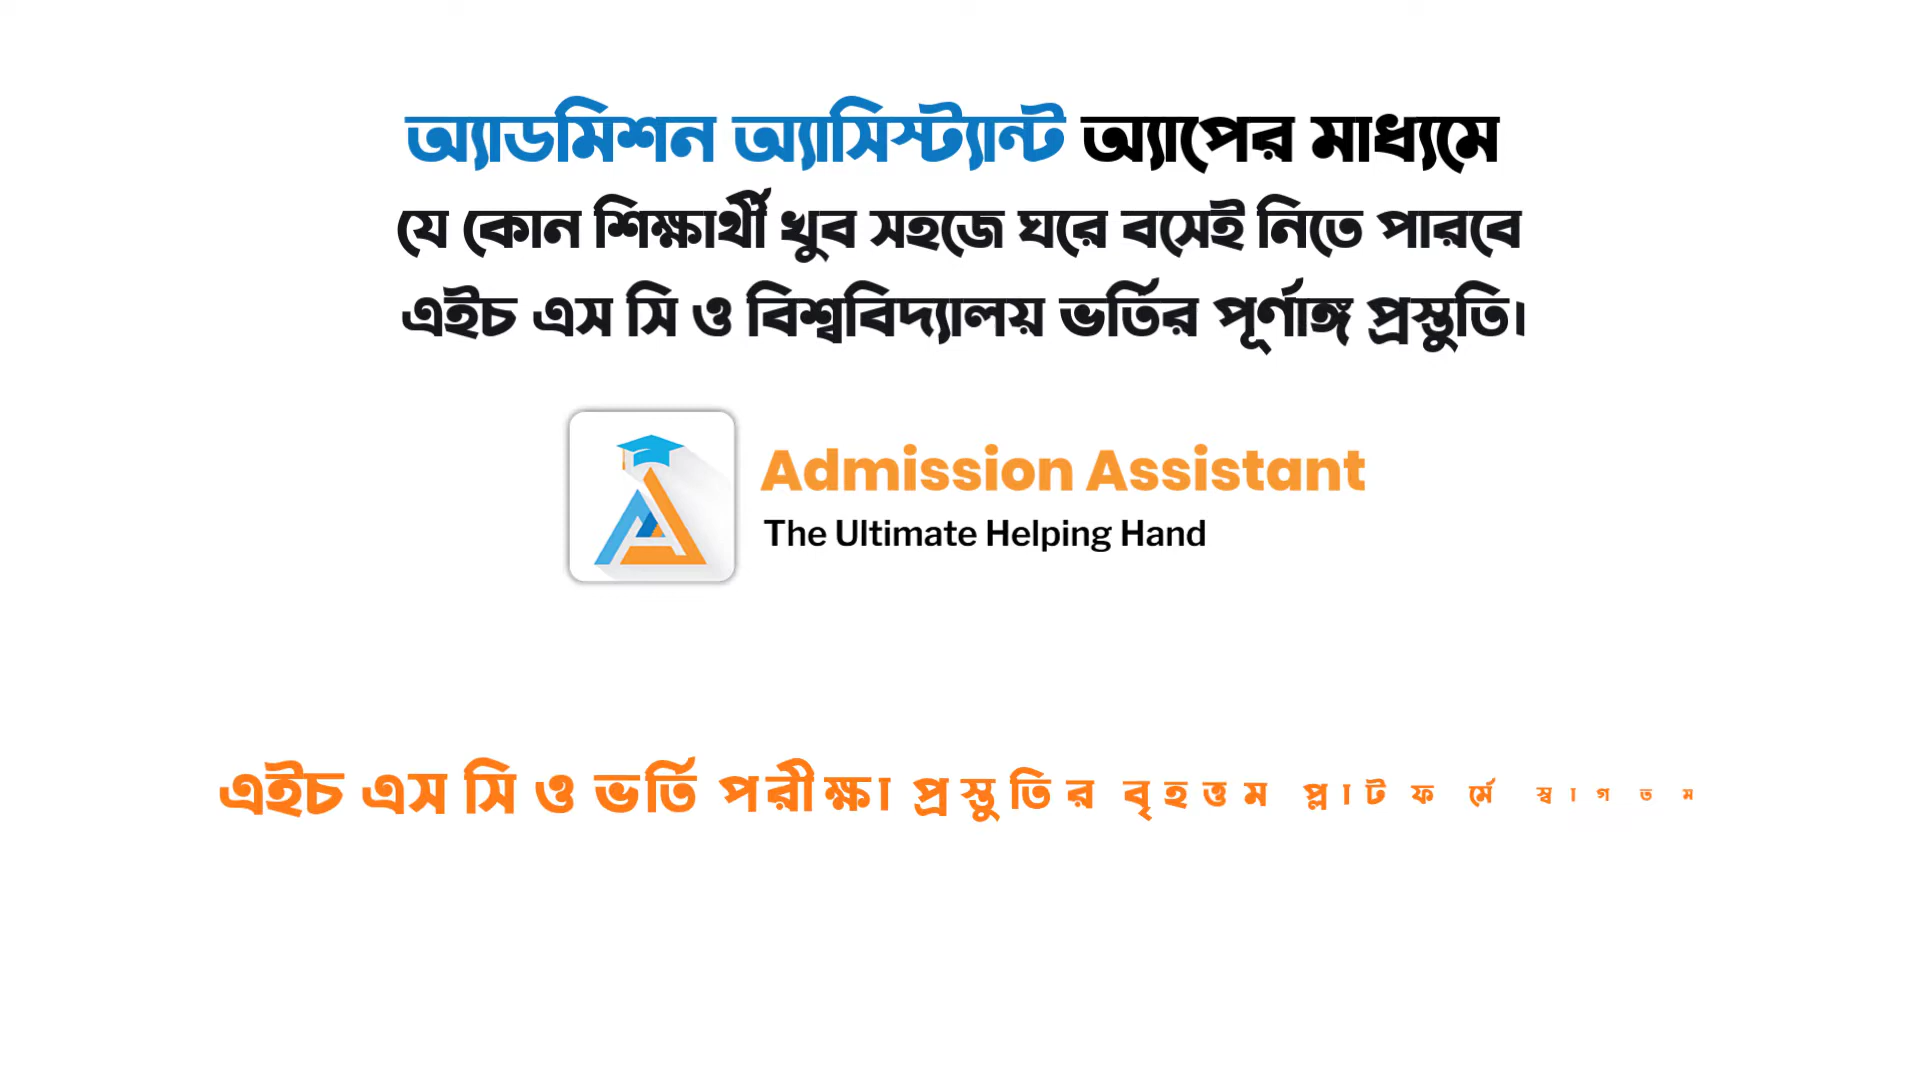 অ্যাডমিশন অ্যাসিস্ট্যান্ট অ্যাপের মাধ্যমে
যে কোন শিক্ষার্থী খুব সহজে ঘরে বসেই নিতে পারবে
এইচ এস সি ও বিশ্ববিদ্যালয় ভর্তির পূর্ণাঙ্গ প্রস্তুতি।
Admission Assistant
The Ultimate Helping Hand
এইচ এস সি ও ভর্তি পরীক্ষা প্রস্তুতির বৃহত্তম প্লাটফর্মে স্বাগতম